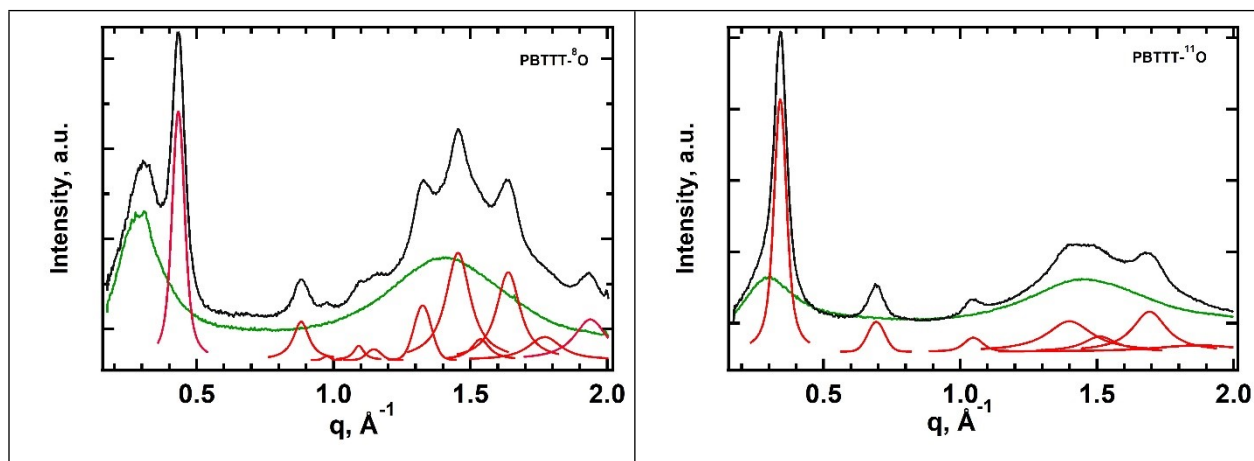 PBTTT-⁸O
Intensity, a.u.
0.5 1.0 1.5 2.0
q, Å⁻¹
PBTTT-¹¹O
Intensity, a.u.
0.5 1.0 1.5 2.0
q, Å⁻¹